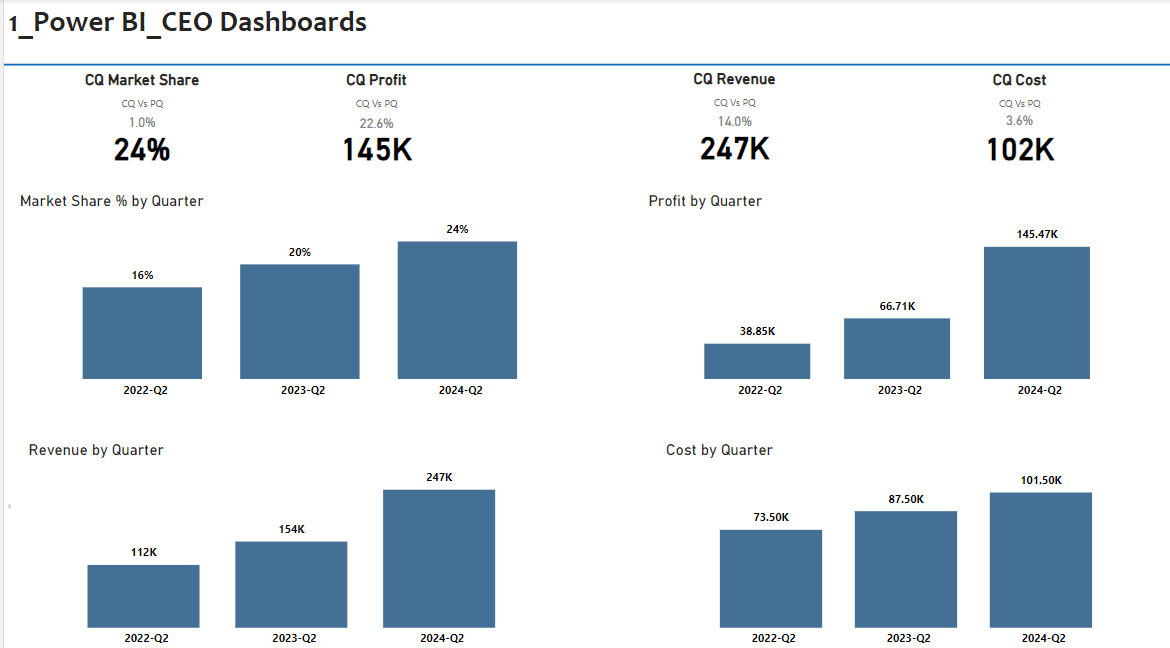 1_Power BI_CEO Dashboards
CQ Market Share
CQ Vs PQ
1.0%
24%
CQ Profit
CQ Vs PQ
22.6%
145K
CQ Revenue
CQ Vs PQ
14.0%
247K
CQ Cost
CQ Vs PQ
3.6%
102K
Market Share % by Quarter
16%
20%
24%
2022-Q2
2023-Q2
2024-Q2
Profit by Quarter
38.85K
66.71K
145.47K
2022-Q2
2023-Q2
2024-Q2
Revenue by Quarter
112K
154K
247K
2022-Q2
2023-Q2
2024-Q2
Cost by Quarter
73.50K
87.50K
101.50K
2022-Q2
2023-Q2
2024-Q2